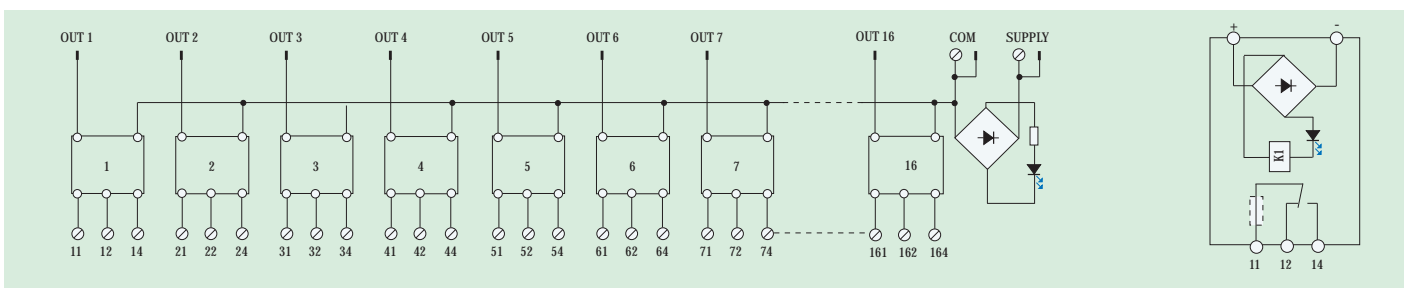 OUT 1 OUT 2 OUT 3 OUT 4 OUT 5 OUT 6 OUT 7 OUT 16 COM SUPPLY
+ -
1 2 3 4 5 6 7 16
K1
11 12 14 21 22 24 31 32 34 41 42 44 51 52 54 61 62 64 71 72 74 161 162 164
11 12 14